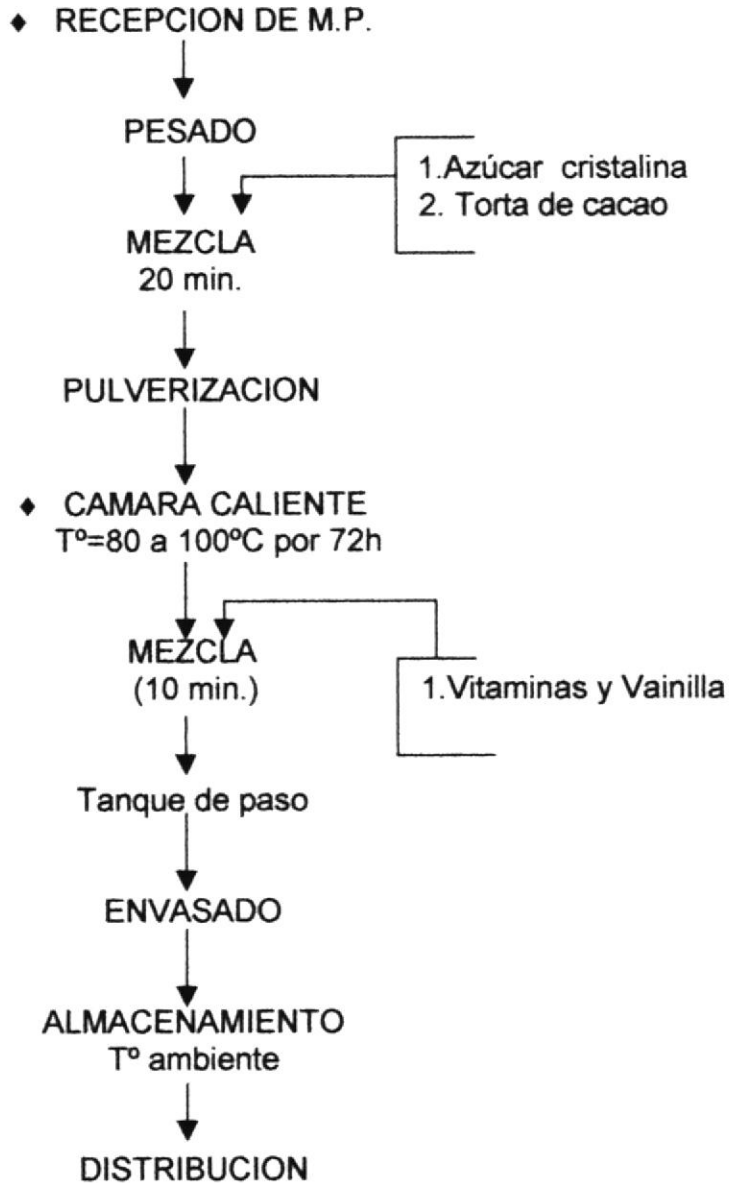 ♦ RECEPCION DE M.P.
PESADO
1.Azúcar cristalina
2. Torta de cacao
MEZCLA
20 min.
PULVERIZACION
♦ CAMARA CALIENTE
Tº=80 a 100ºC por 72h
MEZCLA
(10 min.)
1.Vitaminas y Vainilla
Tanque de paso
ENVASADO
ALMACENAMIENTO
Tº ambiente
DISTRIBUCION